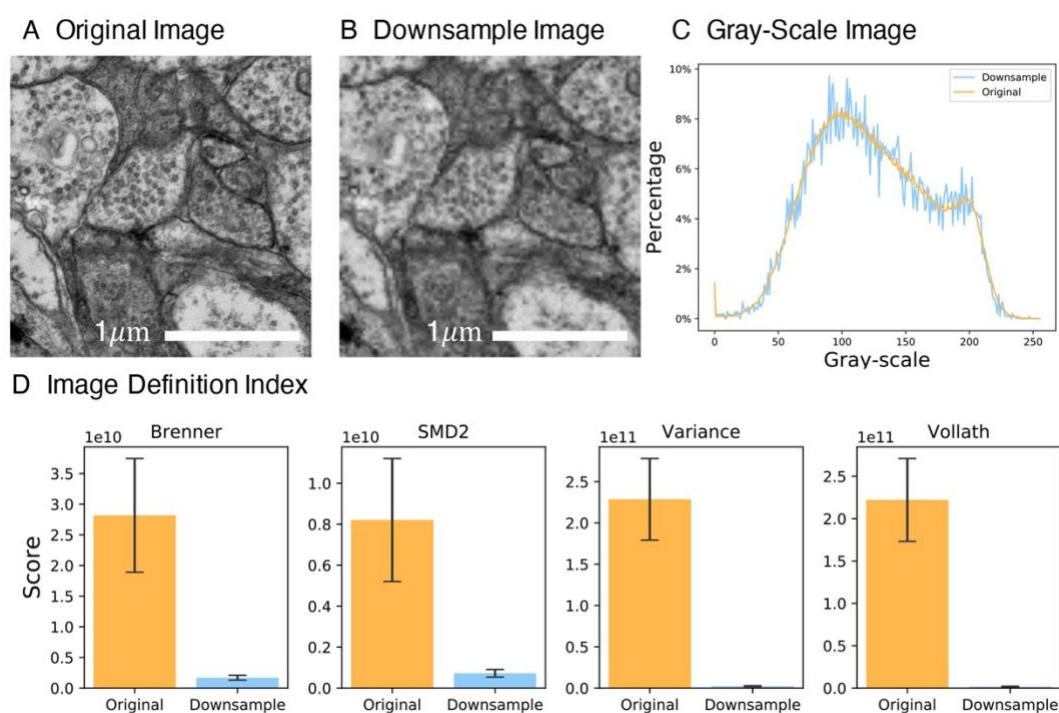 A Original Image
B Downsample Image
C Gray-Scale Image
1μm
1μm
10%
8%
6%
4%
2%
0%
Percentage
Downsample
Original
0 50 100 150 200 250
Gray-scale
D Image Definition Index
Score
1e10
Brenner
3.5
3.0
2.5
2.0
1.5
1.0
0.5
0.0
Original Downsample
1e10
SMD2
1.0
0.8
0.6
0.4
0.2
0.0
Original Downsample
1e11
Variance
2.5
2.0
1.5
1.0
0.5
0.0
Original Downsample
1e11
Vollath
2.5
2.0
1.5
1.0
0.5
0.0
Original Downsample